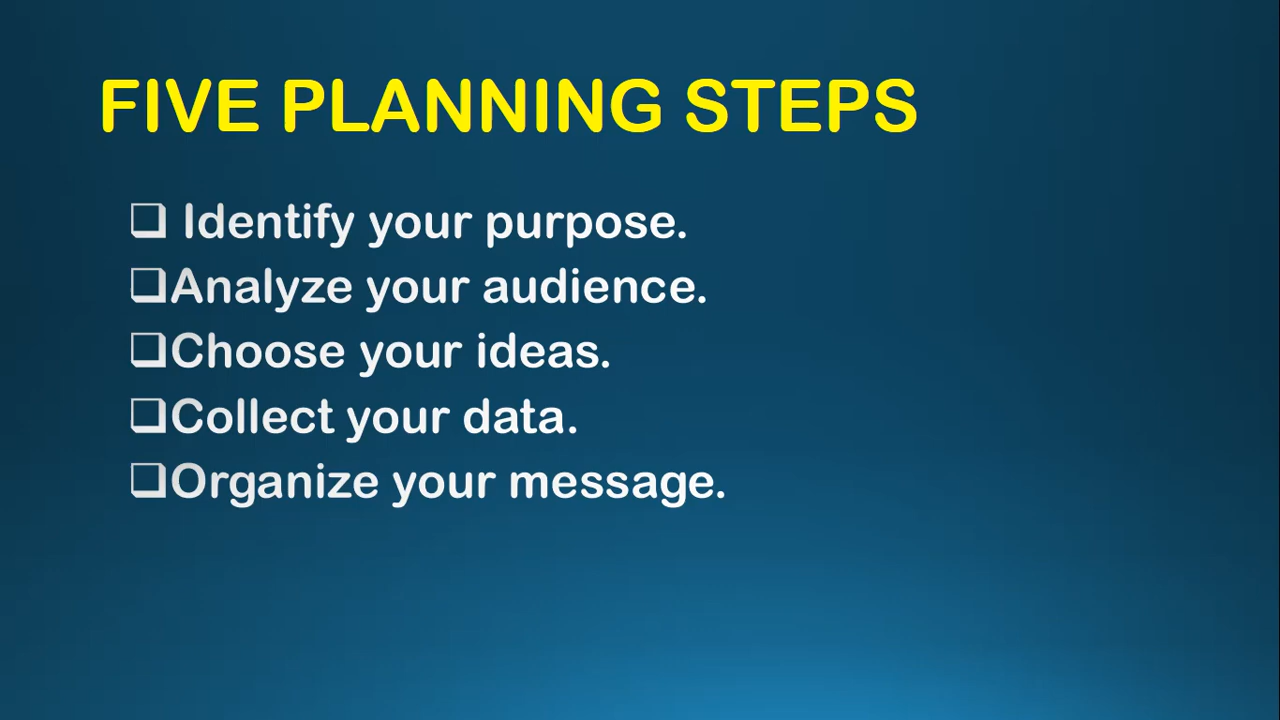 FIVE PLANNING STEPS
❑ Identify your purpose.
❑Analyze your audience.
❑Choose your ideas.
❑Collect your data.
❑Organize your message.